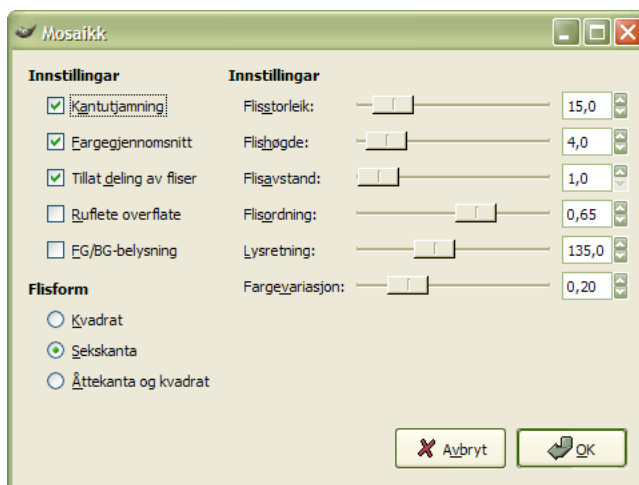 Mosaikk
Innstillingar
Kantutjamning
Fargegjennomsnitt
Tillat deling av fliser
Ruflete overflate
FG/BG-belysning
Flisform
Kvadrat
Sekskanta
Åttekanta og kvadrat
Innstillingar
Flisstorleik: 15,0
Flishøgde: 4,0
Flisavstand: 1,0
Flisordning: 0,65
Lysretning: 135,0
Fargevariasjon: 0,20
Avbryt
OK